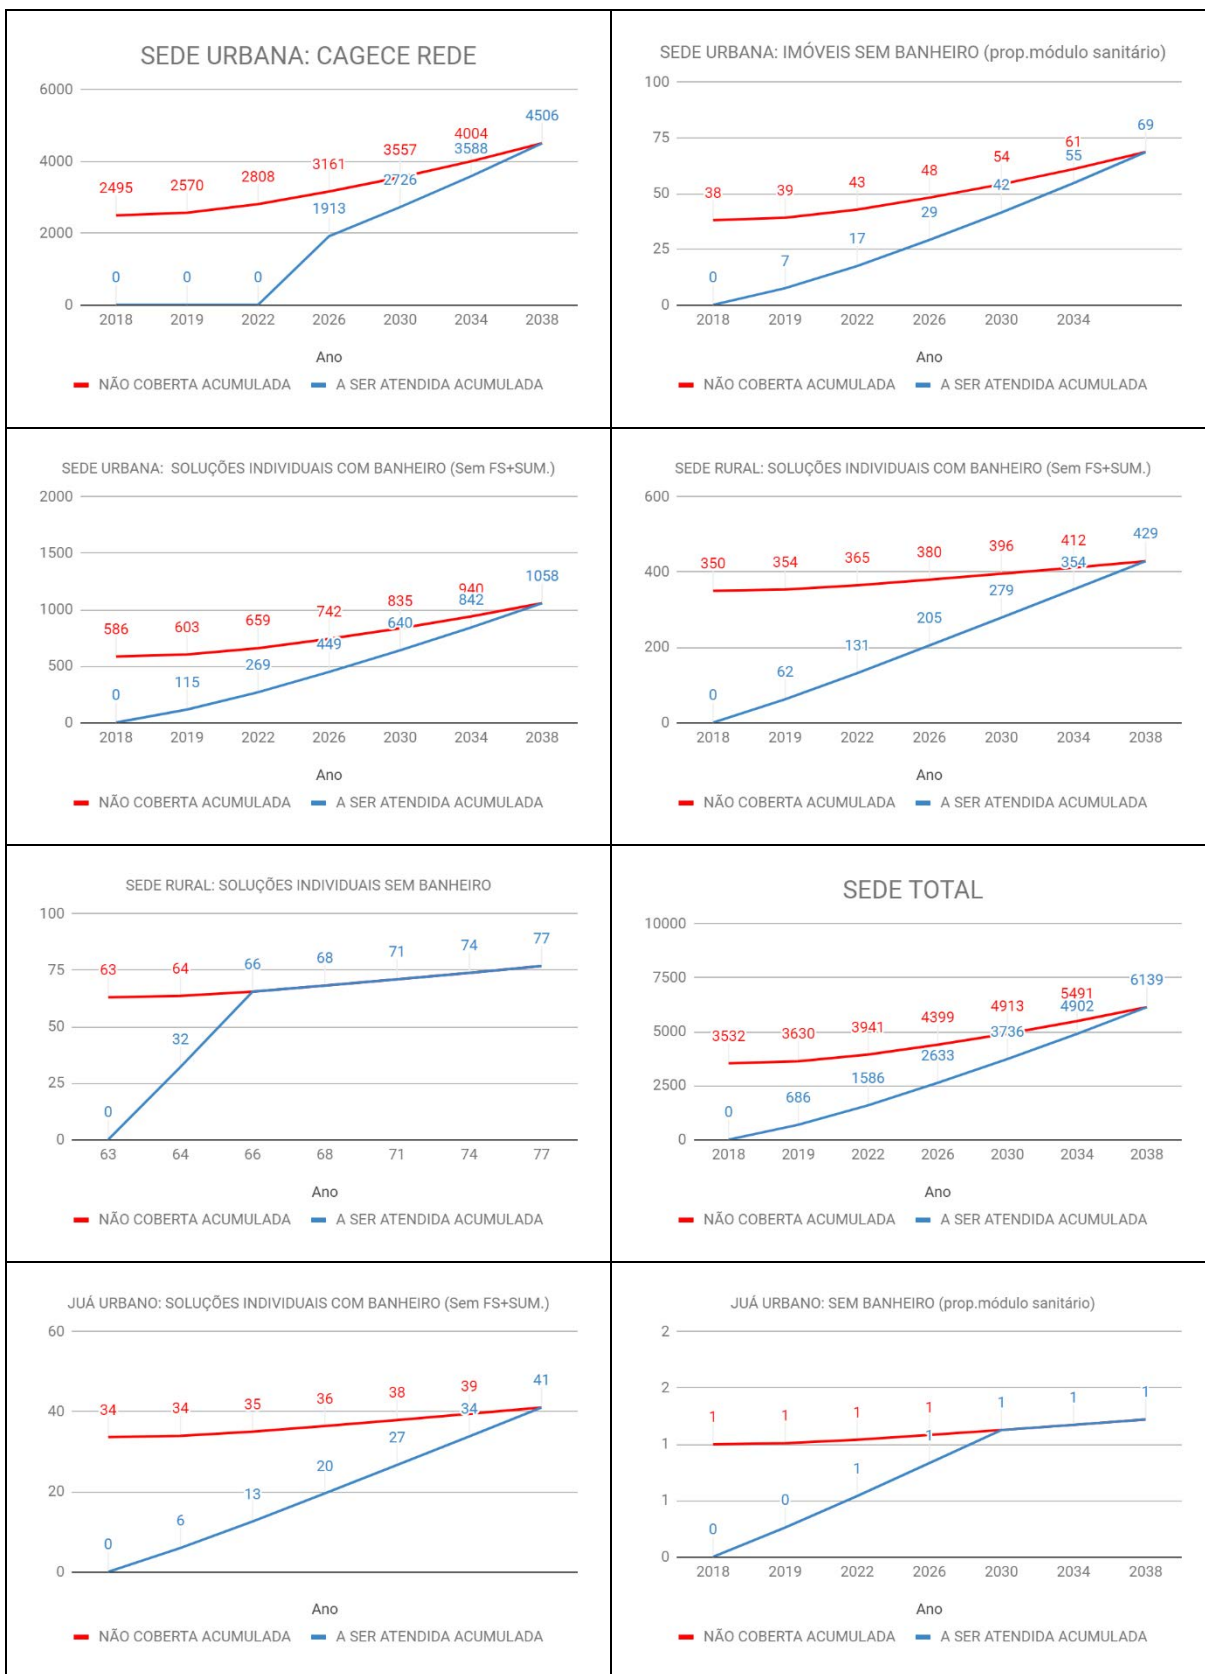 SEDE URBANA: CAGECE REDE
6000
4000
2000
0
2495 2570 2808 3161 3557 4004 4506
0 0 0 1913 2726 3588
2018 2019 2022 2026 2030 2034 2038
Ano
NÃO COBERTA ACUMULADA A SER ATENDIDA ACUMULADA
SEDE URBANA: IMÓVEIS SEM BANHEIRO (prop.módulo sanitário)
100
75
50
25
0
38 39 43 48 54 61 69
0 7 17 29 42 55
2018 2019 2022 2026 2030 2034
Ano
NÃO COBERTA ACUMULADA A SER ATENDIDA ACUMULADA
SEDE URBANA: SOLUÇÕES INDIVIDUAIS COM BANHEIRO (Sem FS+SUM.)
2000
1500
1000
500
0
586 603 659 742 835 940 1058
0 115 269 449 640 842
2018 2019 2022 2026 2030 2034 2038
Ano
NÃO COBERTA ACUMULADA A SER ATENDIDA ACUMULADA
SEDE RURAL: SOLUÇÕES INDIVIDUAIS COM BANHEIRO (Sem FS+SUM.)
600
400
200
0
350 354 365 380 396 412 429
0 62 131 205 279 354
2018 2019 2022 2026 2030 2034 2038
Ano
NÃO COBERTA ACUMULADA A SER ATENDIDA ACUMULADA
SEDE RURAL: SOLUÇÕES INDIVIDUAIS SEM BANHEIRO
100
75
50
25
0
63 64 66 68 71 74 77
0 32
63 64 66 68 71 74 77
Ano
NÃO COBERTA ACUMULADA A SER ATENDIDA ACUMULADA
SEDE TOTAL
10000
7500
5000
2500
0
3532 3630 3941 4399 4913 5491 6139
0 686 1586 2633 3736 4902
2018 2019 2022 2026 2030 2034 2038
Ano
NÃO COBERTA ACUMULADA A SER ATENDIDA ACUMULADA
JUÁ URBANO: SOLUÇÕES INDIVIDUAIS COM BANHEIRO (Sem FS+SUM.)
60
40
20
0
34 34 35 36 38 39 41
0 6 13 20 27 34
Ano
NÃO COBERTA ACUMULADA A SER ATENDIDA ACUMULADA
JUÁ URBANO: SEM BANHEIRO (prop.módulo sanitário)
2
2
1
1
0
1 1 1 1 1 1 1
0 0 1 1
2018 2019 2022 2026 2030 2034 2038
Ano
NÃO COBERTA ACUMULADA A SER ATENDIDA ACUMULADA